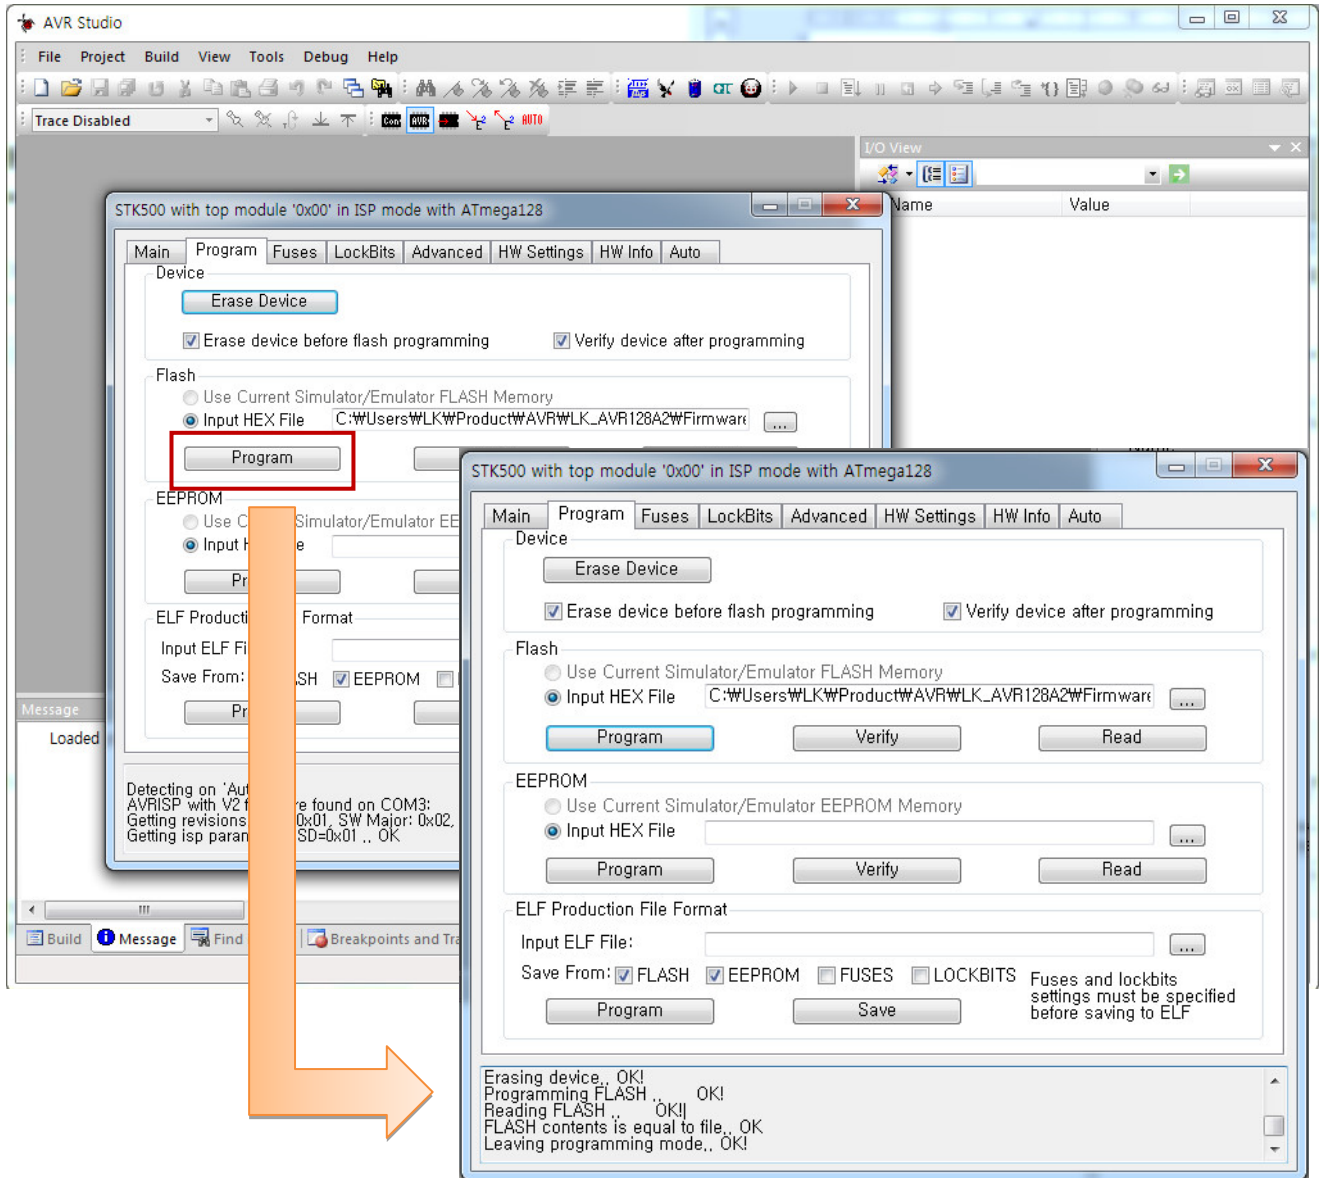 AVR Studio
File Project Build View Tools Debug Help
Trace Disabled
Con AVR AUTO
I/O View
Name Value
STK500 with top module '0x00' in ISP mode with ATmega128
Main Program Fuses LockBits Advanced HW Settings HW Info Auto
Device
Erase Device
Erase device before flash programming Verify device after programming
Flash
Use Current Simulator/Emulator FLASH Memory
Input HEX File C:₩Users₩LK₩Product₩AVR₩LK_AVR128A2₩Firmware ...
Program
EEPROM
Simulator/Emulator EE
Input
ELF Format
Input ELF
Save From: EEPROM
Message
Loaded
Detecting on
AVRISP with V2 found on COM3:
Getting revisions 0x01, SW Major: 0x02,
Getting isp SD=0x01 .. OK
Build Message Find Breakpoints and
STK500 with top module '0x00' in ISP mode with ATmega128
Main Program Fuses LockBits Advanced HW Settings HW Info Auto
Device
Erase Device
Erase device before flash programming Verify device after programming
Flash
Use Current Simulator/Emulator FLASH Memory
Input HEX File C:₩Users₩LK₩Product₩AVR₩LK_AVR128A2₩Firmware ...
Program Verify Read
EEPROM
Use Current Simulator/Emulator EEPROM Memory
Input HEX File ...
Program Verify Read
ELF Production File Format
Input ELF File: ...
Save From: FLASH EEPROM FUSES LOCKBITS
Fuses and lockbits
settings must be specified
before saving to ELF
Program Save
Erasing device.. OK!
Programming FLASH .. OK!
Reading FLASH .. OK!
FLASH contents is equal to file.. OK
Leaving programming mode.. OK!